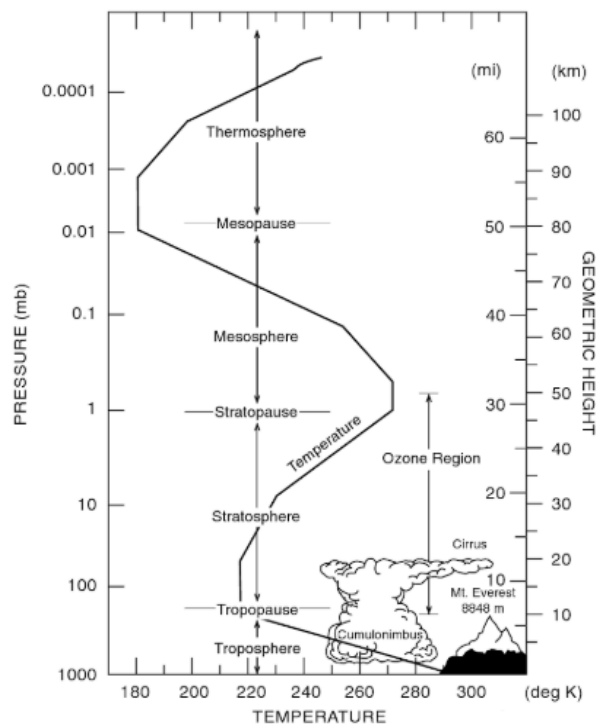 (mi)
(km)
0.0001
100
Thermosphere
60
0.001
90
Mesopause
0.01
50
80
70
0.1
40
60
Mesosphere
50
1
Stratopause
30
Temperature
40
Ozone Region
10
20
30
Stratosphere
Cirrus
20
100
10
Mt. Everest
8848 m
Tropopause
10
Cumulonimbus
Troposphere
1000
180
200
220
240
260
280
300
(deg K)
TEMPERATURE
PRESSURE (mb)
GEOMETRIC HEIGHT